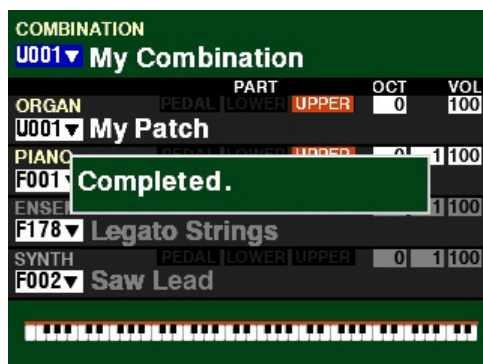 COMBINATION
U001▼ My Combination
PART OCT VOL
ORGAN PEDAL LOWER UPPER 0 100
U001▼ My Patch
PIANO UPPER 0 1 100
F001 Completed.
ENSE 1 100
F178▼ Legato Strings
SYNTH PEDAL LOWER UPPER 0 1 100
F002▼ Saw Lead